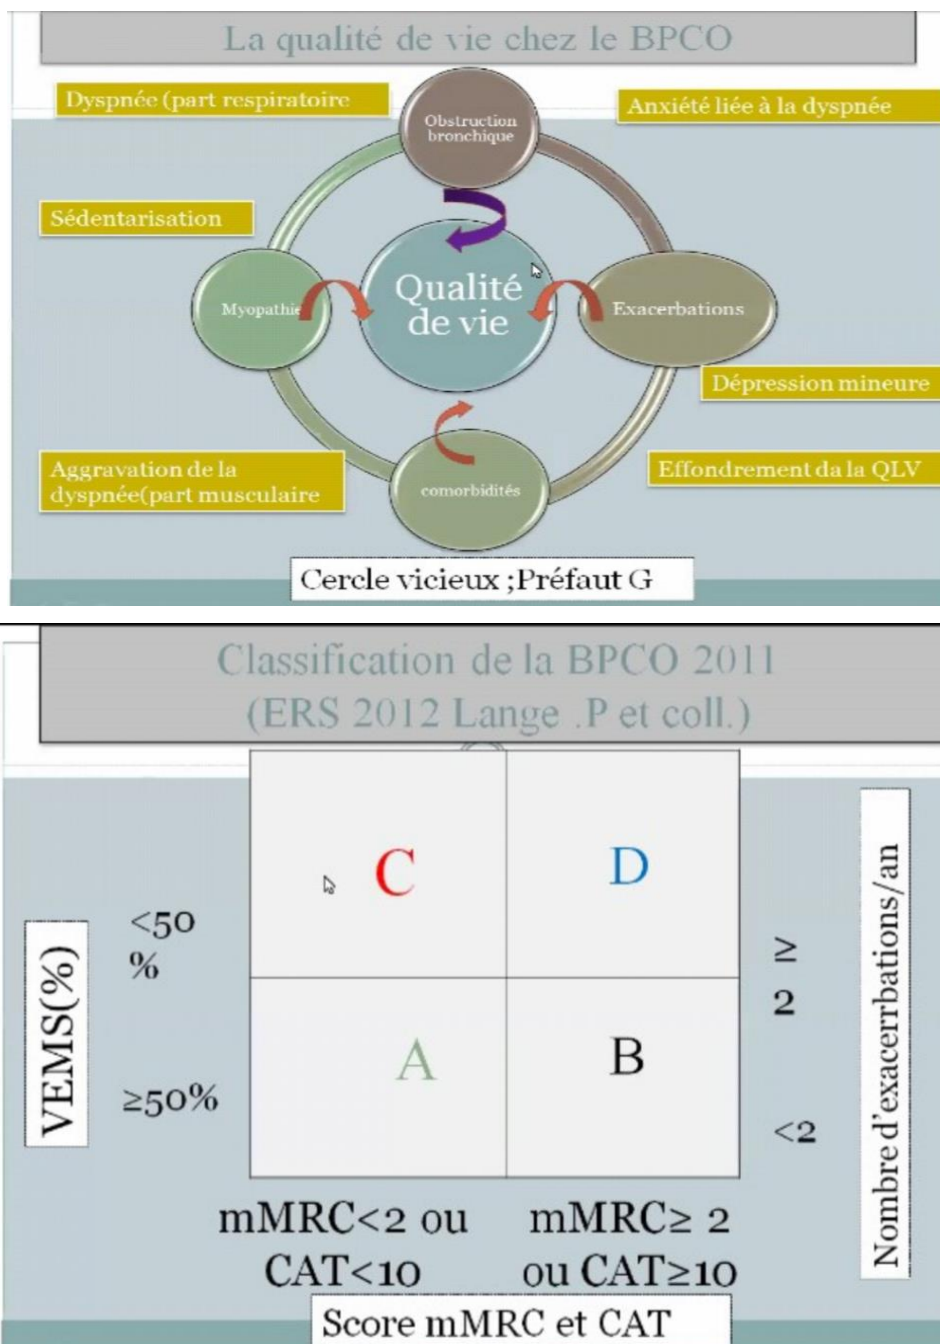 La qualité de vie chez le BPCO
Dyspnée (part respiratoire
Obstruction
bronchique
Anxiété liée à la dyspnée
Sédentarisation
Myopathie
Qualité
de vie
Exacerbations
Dépression mineure
Aggravation de la
dyspnée(part musculaire
comorbidités
Effondrement da la QLV
Cercle vicieux ;Préfaut G
Classification de la BPCO 2011
(ERS 2012 Lange .P et coll.)
C
D
<50
%
≥
2
VEMS(%)
Nombre d'exacerrbations/an
A
B
≥50%
<2
mMRC<2 ou
CAT<10
mMRC≥ 2
ou CAT≥10
Score mMRC et CAT